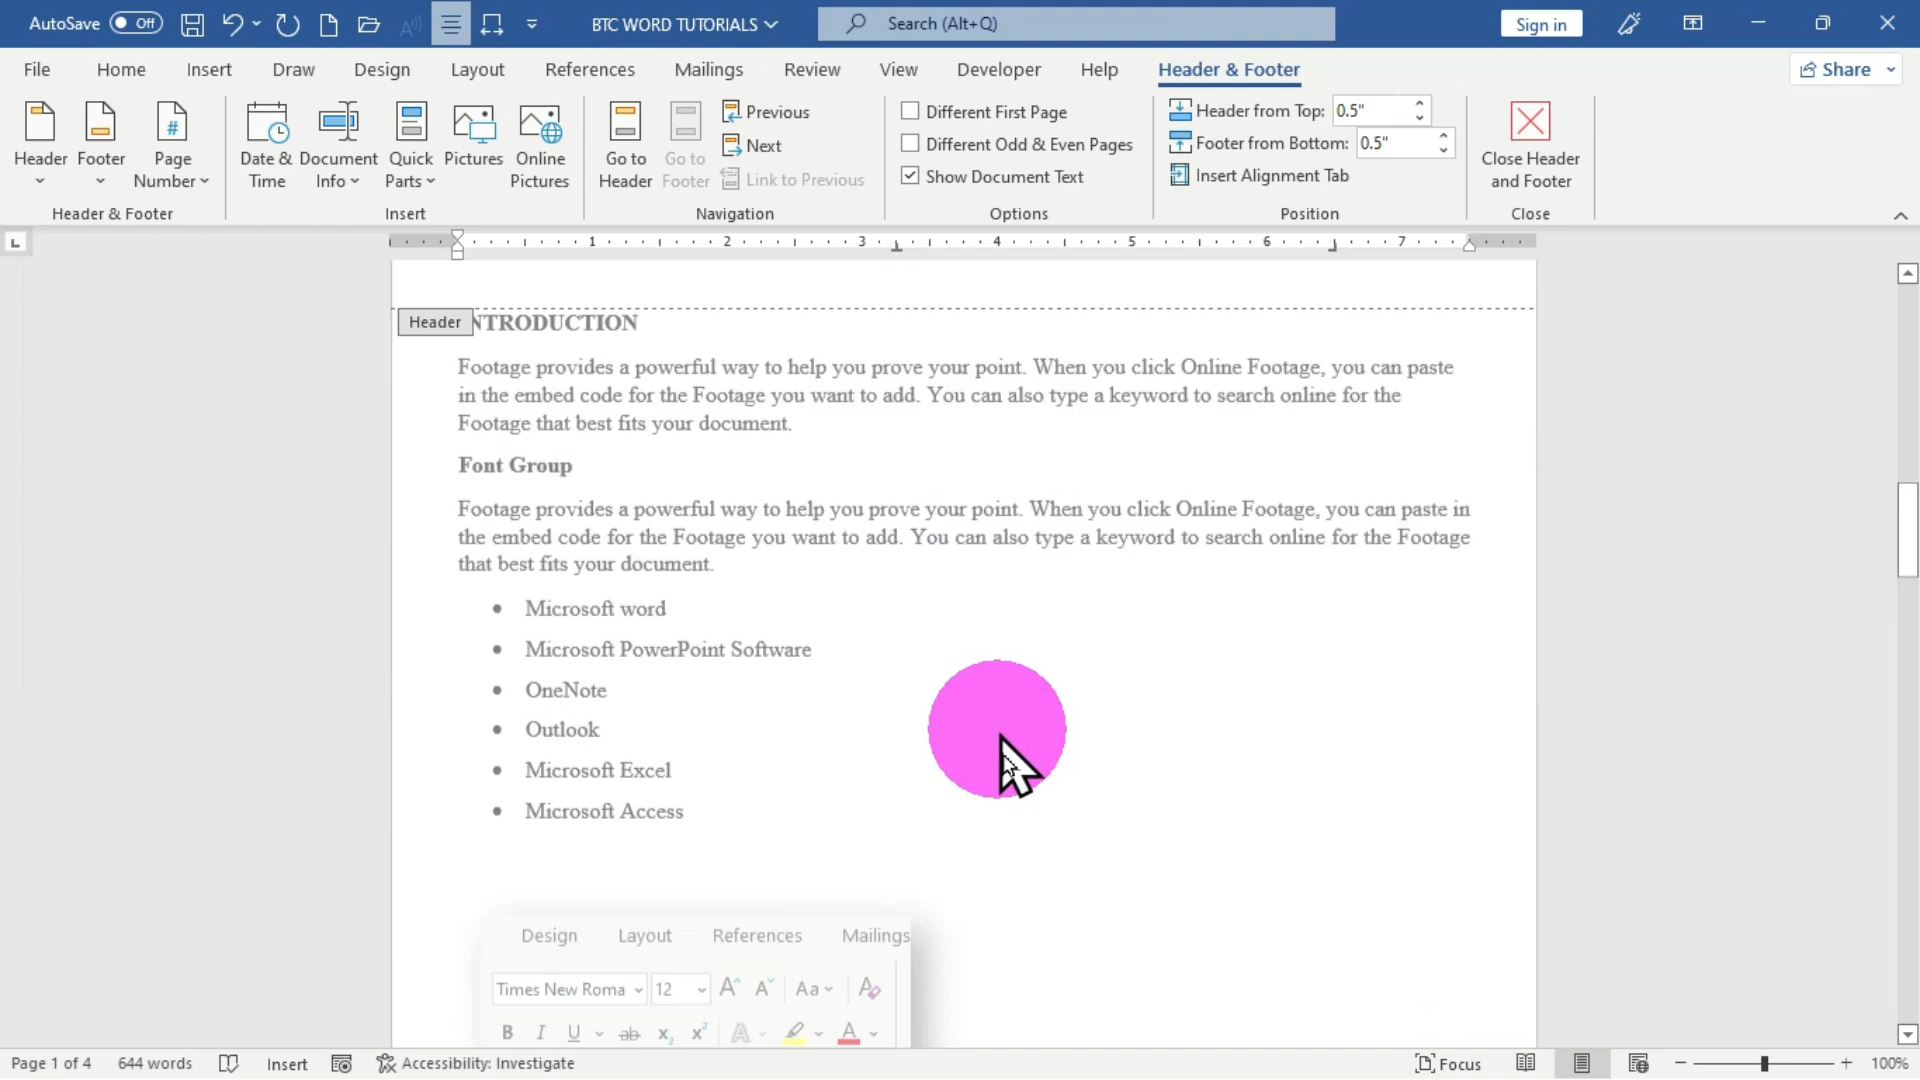 AutoSave Off BTC WORD TUTORIALS Search (Alt+Q) Sign in
File Home Insert Draw Design Layout References Mailings Review View Developer Help Header & Footer Share
Header Footer Page Number
Header & Footer
Date & Time Document Info Quick Parts Pictures Online Pictures
Insert
Go to Header Go to Footer Previous
Next
Link to Previous
Navigation
Different First Page
Different Odd & Even Pages
Show Document Text
Options
Header from Top: 0.5"
Footer from Bottom: 0.5"
Insert Alignment Tab
Position
Close Header and Footer
Close
1 2 3 4 5 6 7
Header NTRODUCTION
Footage provides a powerful way to help you prove your point. When you click Online Footage, you can paste
in the embed code for the Footage you want to add. You can also type a keyword to search online for the
Footage that best fits your document.
Font Group
Footage provides a powerful way to help you prove your point. When you click Online Footage, you can paste in
the embed code for the Footage you want to add. You can also type a keyword to search online for the Footage
that best fits your document.
• Microsoft word
• Microsoft PowerPoint Software
• OneNote
• Outlook
• Microsoft Excel
• Microsoft Access
Design Layout References Mailings
Times New Roma 12 A A Aa A
B I U ab x₂ x² A A
Page 1 of 4 644 words Insert Accessibility: Investigate Focus 100%